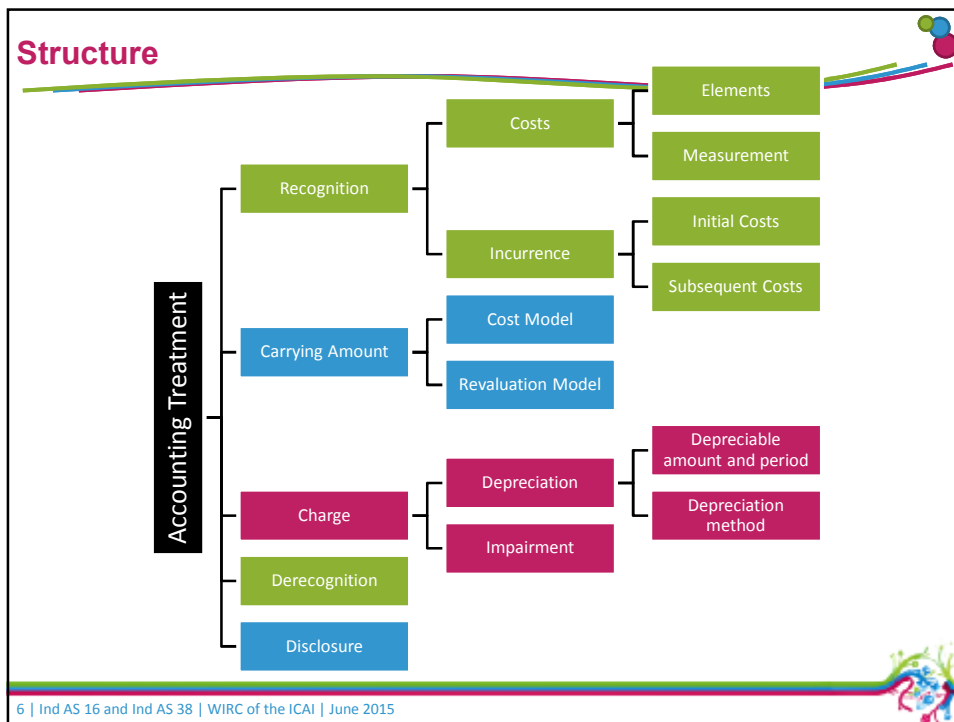 Structure
Accounting Treatment
Recognition
Costs
Elements
Measurement
Incurrence
Initial Costs
Subsequent Costs
Carrying Amount
Cost Model
Revaluation Model
Charge
Depreciation
Depreciable
amount and period
Depreciation
method
Impairment
Derecognition
Disclosure
6 | Ind AS 16 and Ind AS 38 | WIRC of the ICAI | June 2015